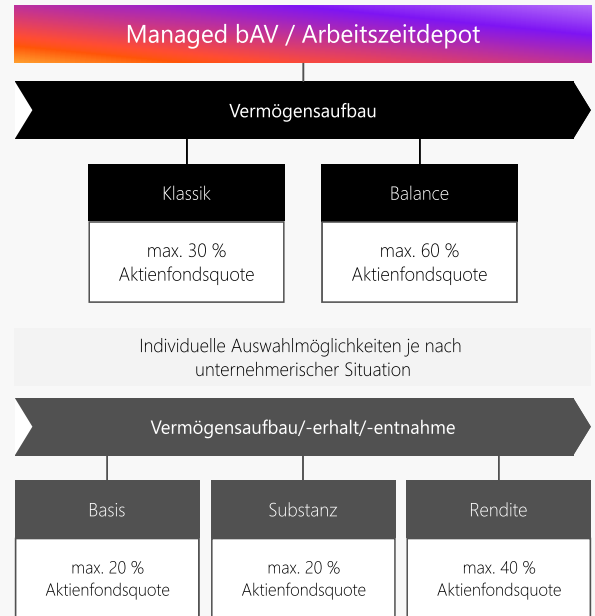 Managed bAV / Arbeitszeitdepot
Vermögensaufbau
Klassik
Balance
max. 30 %
Aktienfondsquote
max. 60 %
Aktienfondsquote
Individuelle Auswahlmöglichkeiten je nach
unternehmerischer Situation
Vermögensaufbau/-erhalt/-entnahme
Basis
Substanz
Rendite
max. 20 %
Aktienfondsquote
max. 20 %
Aktienfondsquote
max. 40 %
Aktienfondsquote